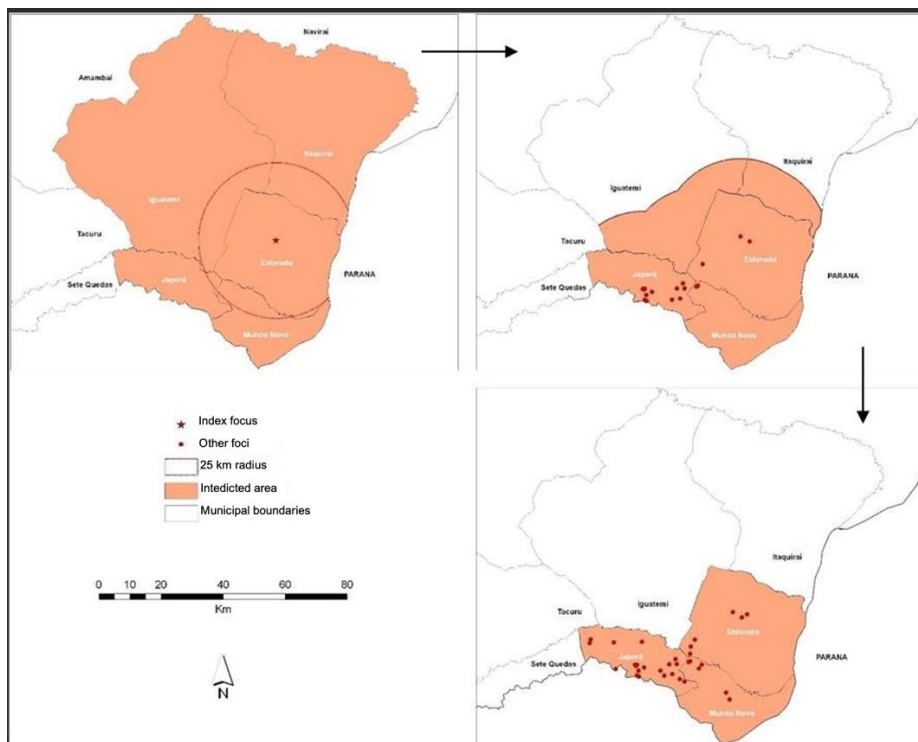 Navirai
Amambai
Itaquirai
Iguatemi
Tacuru
Eldorado
PARANA
Japorã
Sete Quedas
Mundo Novo
Itaquirai
Iguatemi
Tacuru
Eldorado
Japorã
PARANA
Sete Quedas
Mundo Novo
Index focus
Other foci
25 km radius
Intedicted area
Municipal boundaries
0 10 20 40 60 80
Km
N
Itaquirai
Tacuru
Iguatemi
Eldorado
Japorã
PARANA
Sete Quedas
Mundo Novo